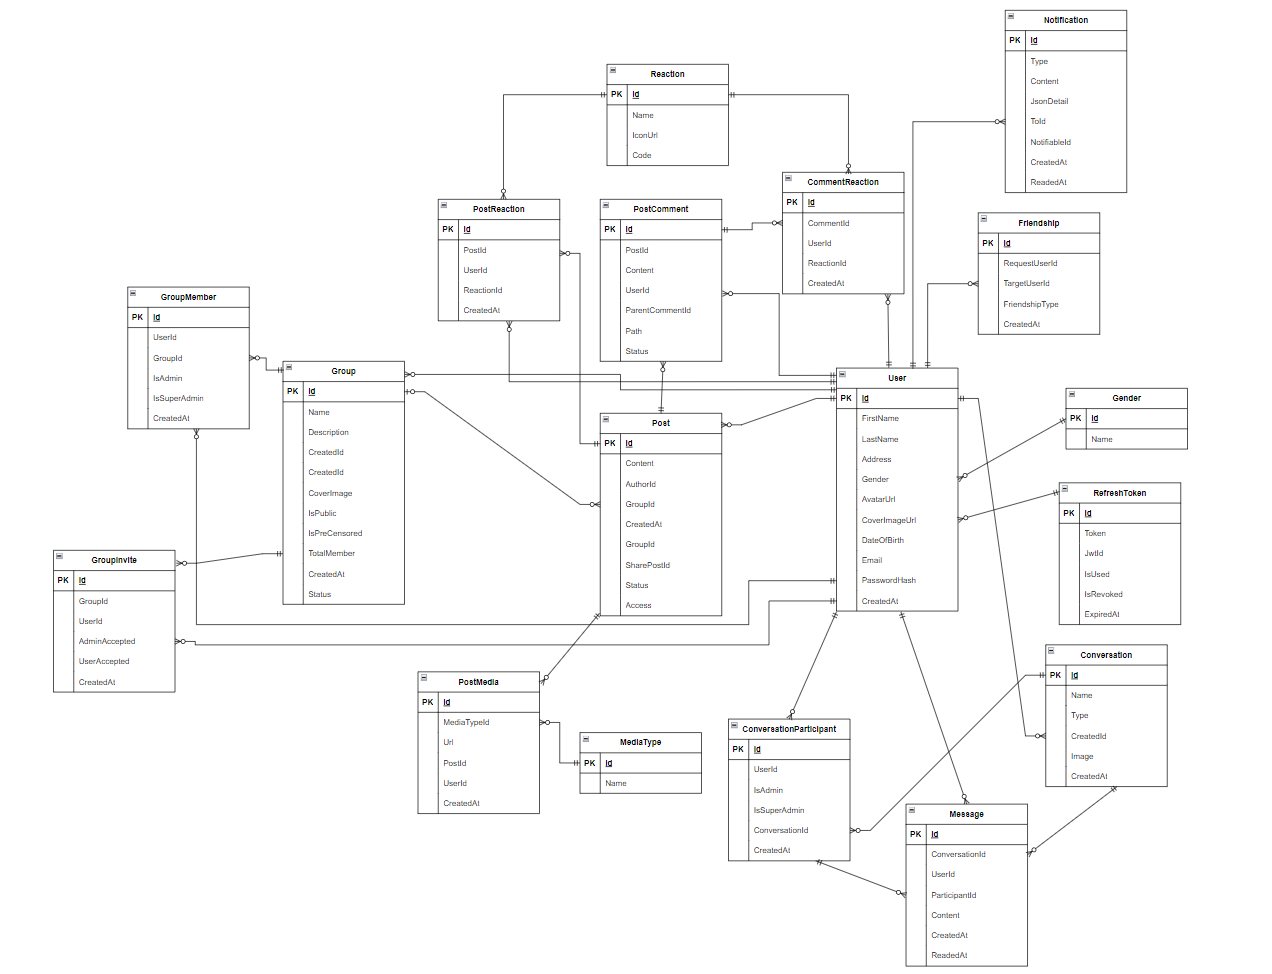 Notification
PK Id
Type
Content
JsonDetail
ToId
NotifiableId
CreatedAt
ReadedAt
Reaction
PK Id
Name
IconUrl
Code
CommentReaction
PK Id
CommentId
UserId
ReactionId
CreatedAt
PostReaction
PK Id
PostId
UserId
ReactionId
CreatedAt
PostComment
PK Id
PostId
Content
UserId
ParentCommentId
Path
Status
Friendship
PK Id
RequestUserId
TargetUserId
FriendshipType
CreatedAt
GroupMember
PK Id
UserId
GroupId
IsAdmin
IsSuperAdmin
CreatedAt
Group
PK Id
Name
Description
CreatedId
CreatedId
CoverImage
IsPublic
IsPreCensored
TotalMember
CreatedAt
Status
User
PK Id
FirstName
LastName
Address
Gender
AvatarUrl
CoverImageUrl
DateOfBirth
Email
PasswordHash
CreatedAt
Gender
PK Id
Name
Post
PK Id
Content
AuthorId
GroupId
CreatedAt
GroupId
SharePostId
Status
Access
RefreshToken
PK Id
Token
JwtId
IsUsed
IsRevoked
ExpiredAt
GroupInvite
PK Id
GroupId
UserId
AdminAccepted
UserAccepted
CreatedAt
Conversation
PK Id
Name
Type
CreatedId
Image
CreatedAt
PostMedia
PK Id
MediaTypeId
Url
PostId
UserId
CreatedAt
MediaType
PK Id
Name
ConversationParticipant
PK Id
UserId
IsAdmin
IsSuperAdmin
ConversationId
CreatedAt
Message
PK Id
ConversationId
UserId
ParticipantId
Content
CreatedAt
ReadedAt